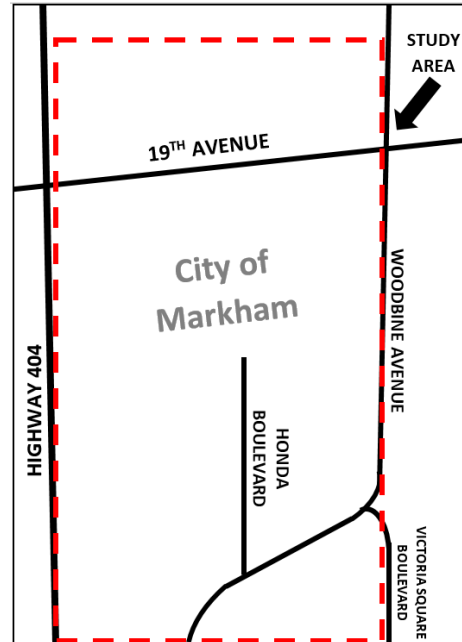 STUDY
AREA
19TH AVENUE
City of
Markham
WOODBINE AVENUE
HIGHWAY 404
HONDA
BOULEVARD
VICTORIA SQUARE
BOULEVARD